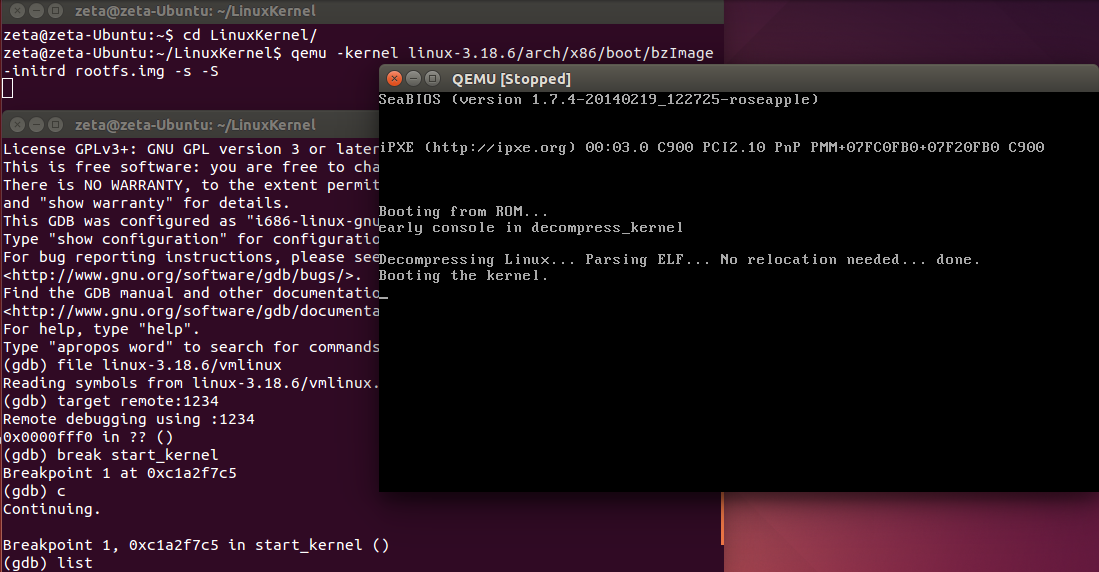 zeta@zeta-Ubuntu: ~/LinuxKernel
zeta@zeta-Ubuntu:~$ cd LinuxKernel/
zeta@zeta-Ubuntu:~/LinuxKernel$ qemu -kernel linux-3.18.6/arch/x86/boot/bzImage
-initrd rootfs.img -s -S
zeta@zeta-Ubuntu: ~/LinuxKernel
License GPLv3+: GNU GPL version 3 or later
This is free software: you are free to cha
There is NO WARRANTY, to the extent permit
and "show warranty" for details.
This GDB was configured as "i686-linux-gnu
Type "show configuration" for configuratio
For bug reporting instructions, please see
<http://www.gnu.org/software/gdb/bugs/>.
Find the GDB manual and other documentatio
<http://www.gnu.org/software/gdb/documenta
For help, type "help".
Type "apropos word" to search for commands
(gdb) file linux-3.18.6/vmlinux
Reading symbols from linux-3.18.6/vmlinux.
(gdb) target remote:1234
Remote debugging using :1234
0x0000fff0 in ?? ()
(gdb) break start_kernel
Breakpoint 1 at 0xc1a2f7c5
(gdb) c
Continuing.
Breakpoint 1, 0xc1a2f7c5 in start_kernel ()
(gdb) list
QEMU [Stopped]
SeaBIOS (version 1.7.4-20140219_122725-roseapple)
iPXE (http://ipxe.org) 00:03.0 C900 PCI2.10 PnP PMM+07FC0FB0+07F20FB0 C900
Booting from ROM...
early console in decompress_kernel
Decompressing Linux... Parsing ELF... No relocation needed... done.
Booting the kernel.